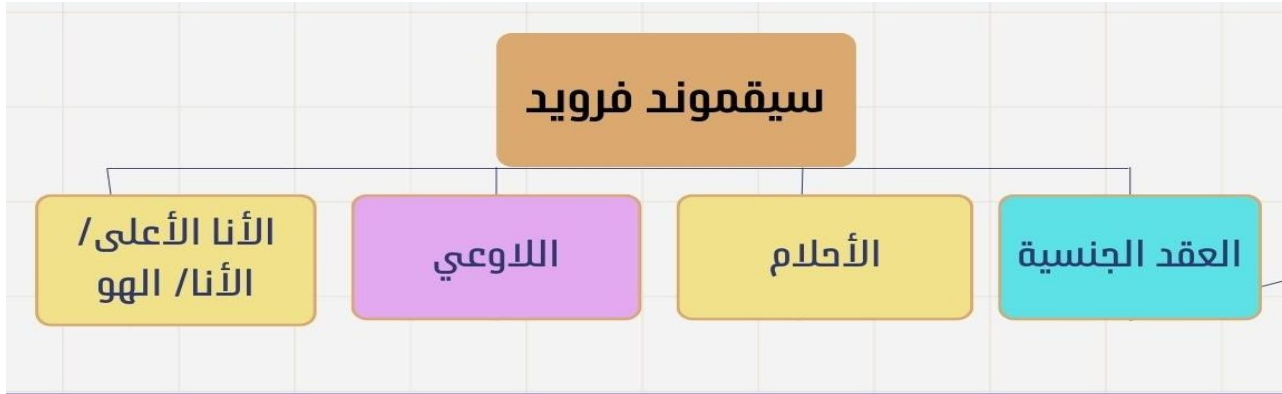 سيقموند فرويد
العقد الجنسية
الأحلام
اللاوعي
الأنا الأعلى/
الأنا/ الهو